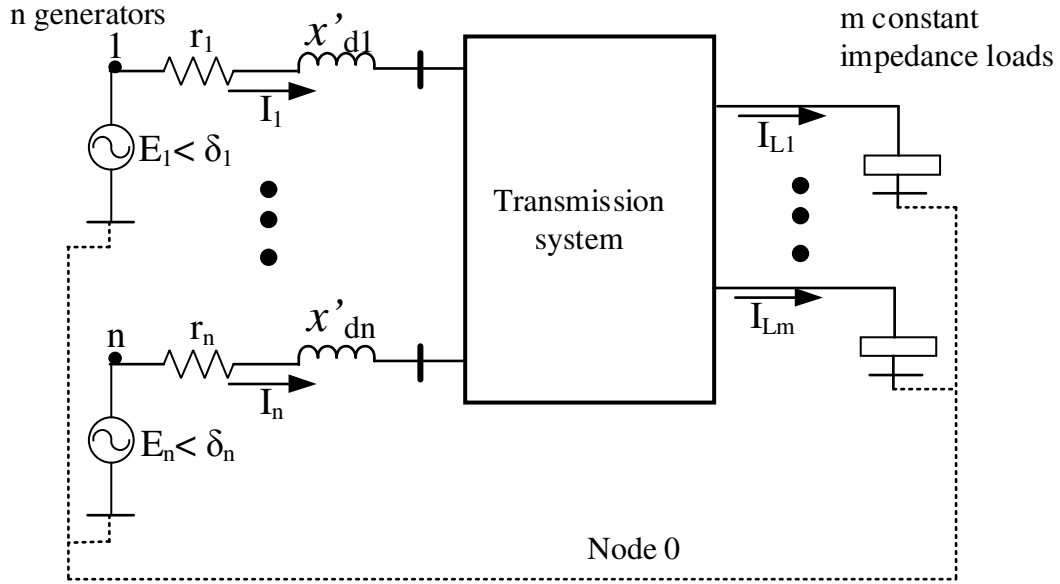 n generators
m constant
impedance loads
1
r1
x’d1
I1
E1< δ1
IL1
Transmission
system
n
rn
x’dn
In
En< δn
ILm
Node 0